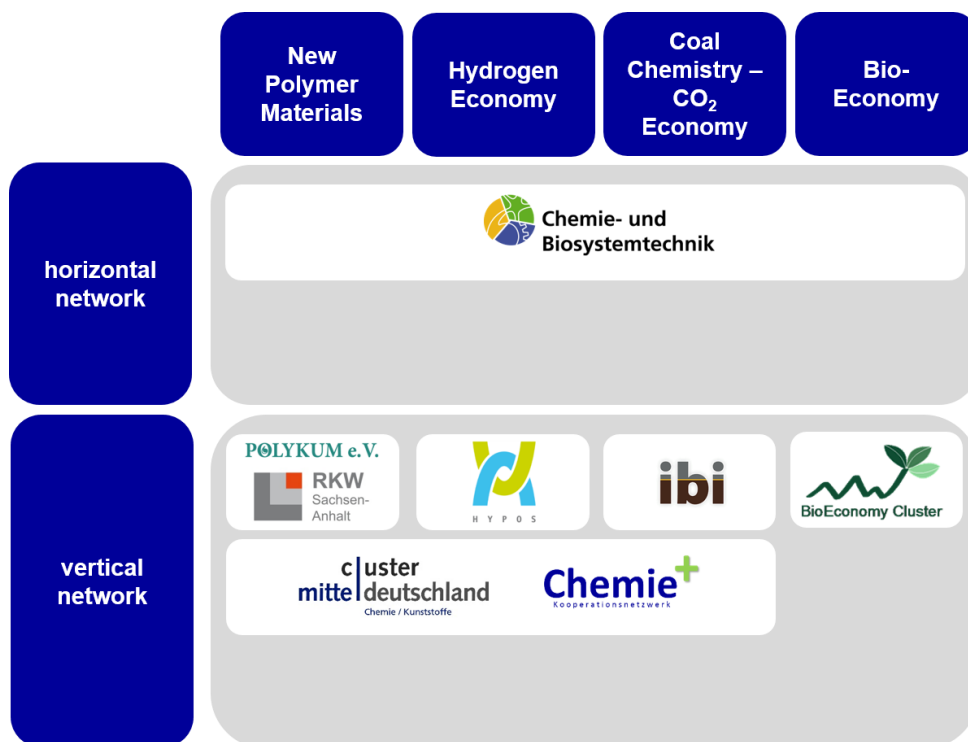 New
Polymer
Materials
Hydrogen
Economy
Coal
Chemistry –
CO₂
Economy
Bio-
Economy
horizontal
network
Chemie- und
Biosystemtechnik
vertical
network
POLYKUM e.V.
RKW
Sachsen-
Anhalt
HYPOS
ibi
BioEconomy Cluster
cluster
mitteldeutschland
Chemie / Kunststoffe
Chemie+
Kooperationsnetzwerk